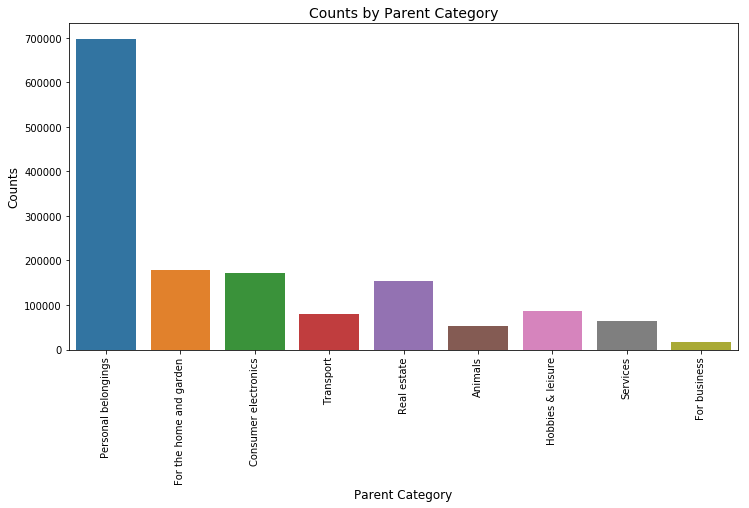 Counts by Parent Category
Counts
700000
600000
500000
400000
300000
200000
100000
0
Personal belongings
For the home and garden
Consumer electronics
Transport
Real estate
Animals
Hobbies & leisure
Services
For business
Parent Category